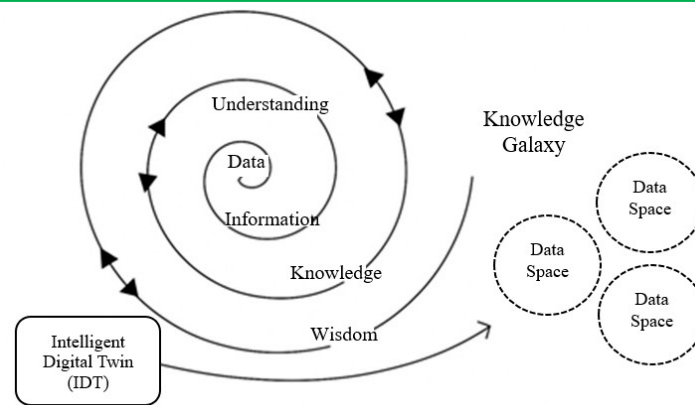 Understanding
Data
Information
Knowledge
Wisdom
Knowledge
Galaxy
Data
Space
Data
Space
Data
Space
Intelligent
Digital Twin
(IDT)